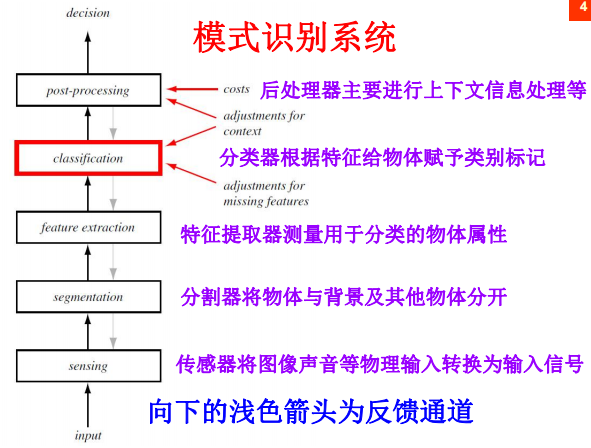 4
decision
模式识别系统
post-processing
costs
后处理器主要进行上下文信息处理等
adjustments for
context
classification
分类器根据特征给物体赋予类别标记
adjustments for
missing features
feature extraction
特征提取器测量用于分类的物体属性
segmentation
分割器将物体与背景及其他物体分开
sensing
传感器将图像声音等物理输入转换为输入信号
向下的浅色箭头为反馈通道
input